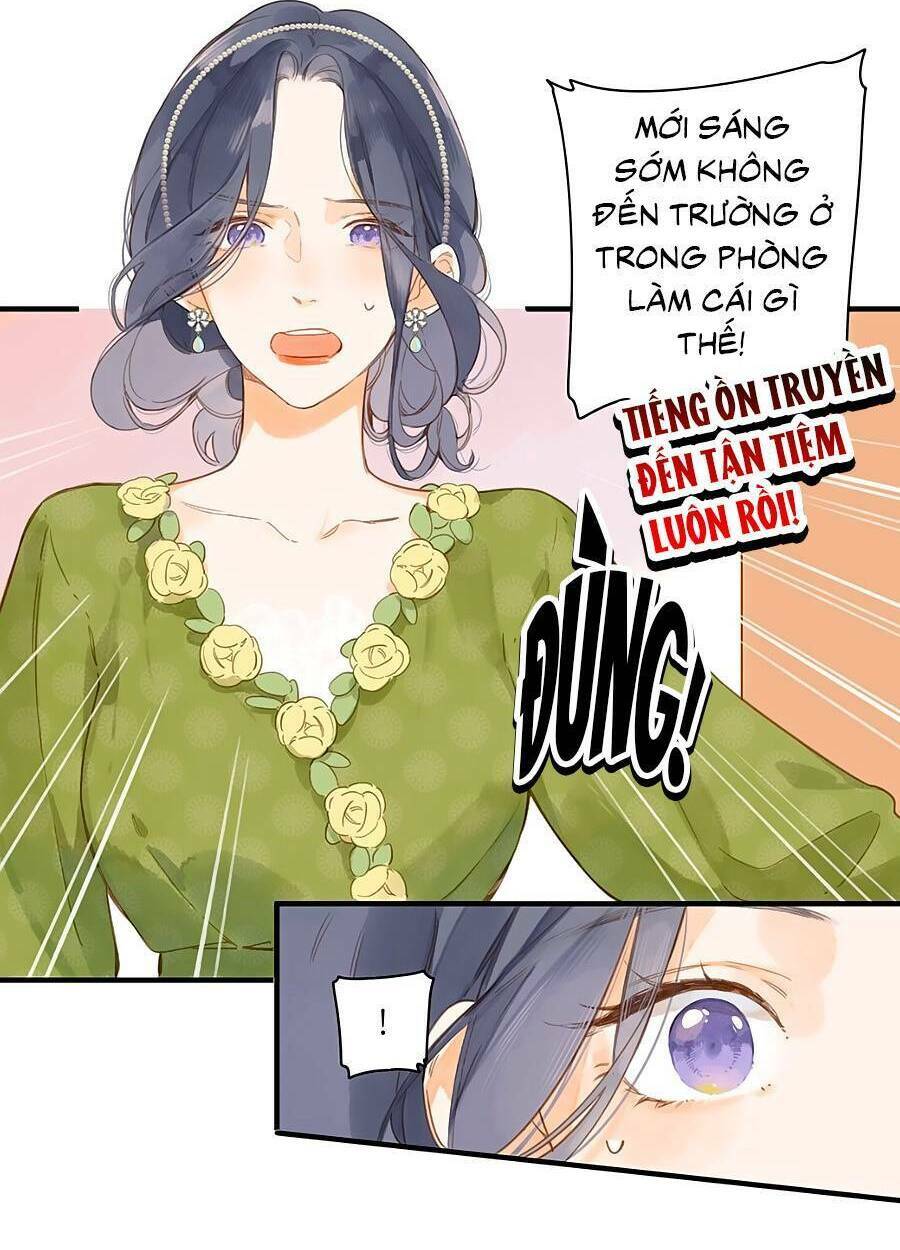 MỚI SÁNG
SỚM KHÔNG
ĐẾN TRƯỜNG Ở
TRONG PHÒNG
LÀM CÁI GÌ
THẾ!
TIẾNG ỒN TRUYỀN
ĐẾN TẬN TIỆM
LUÔN RỒI!
ĐÙNG!
!